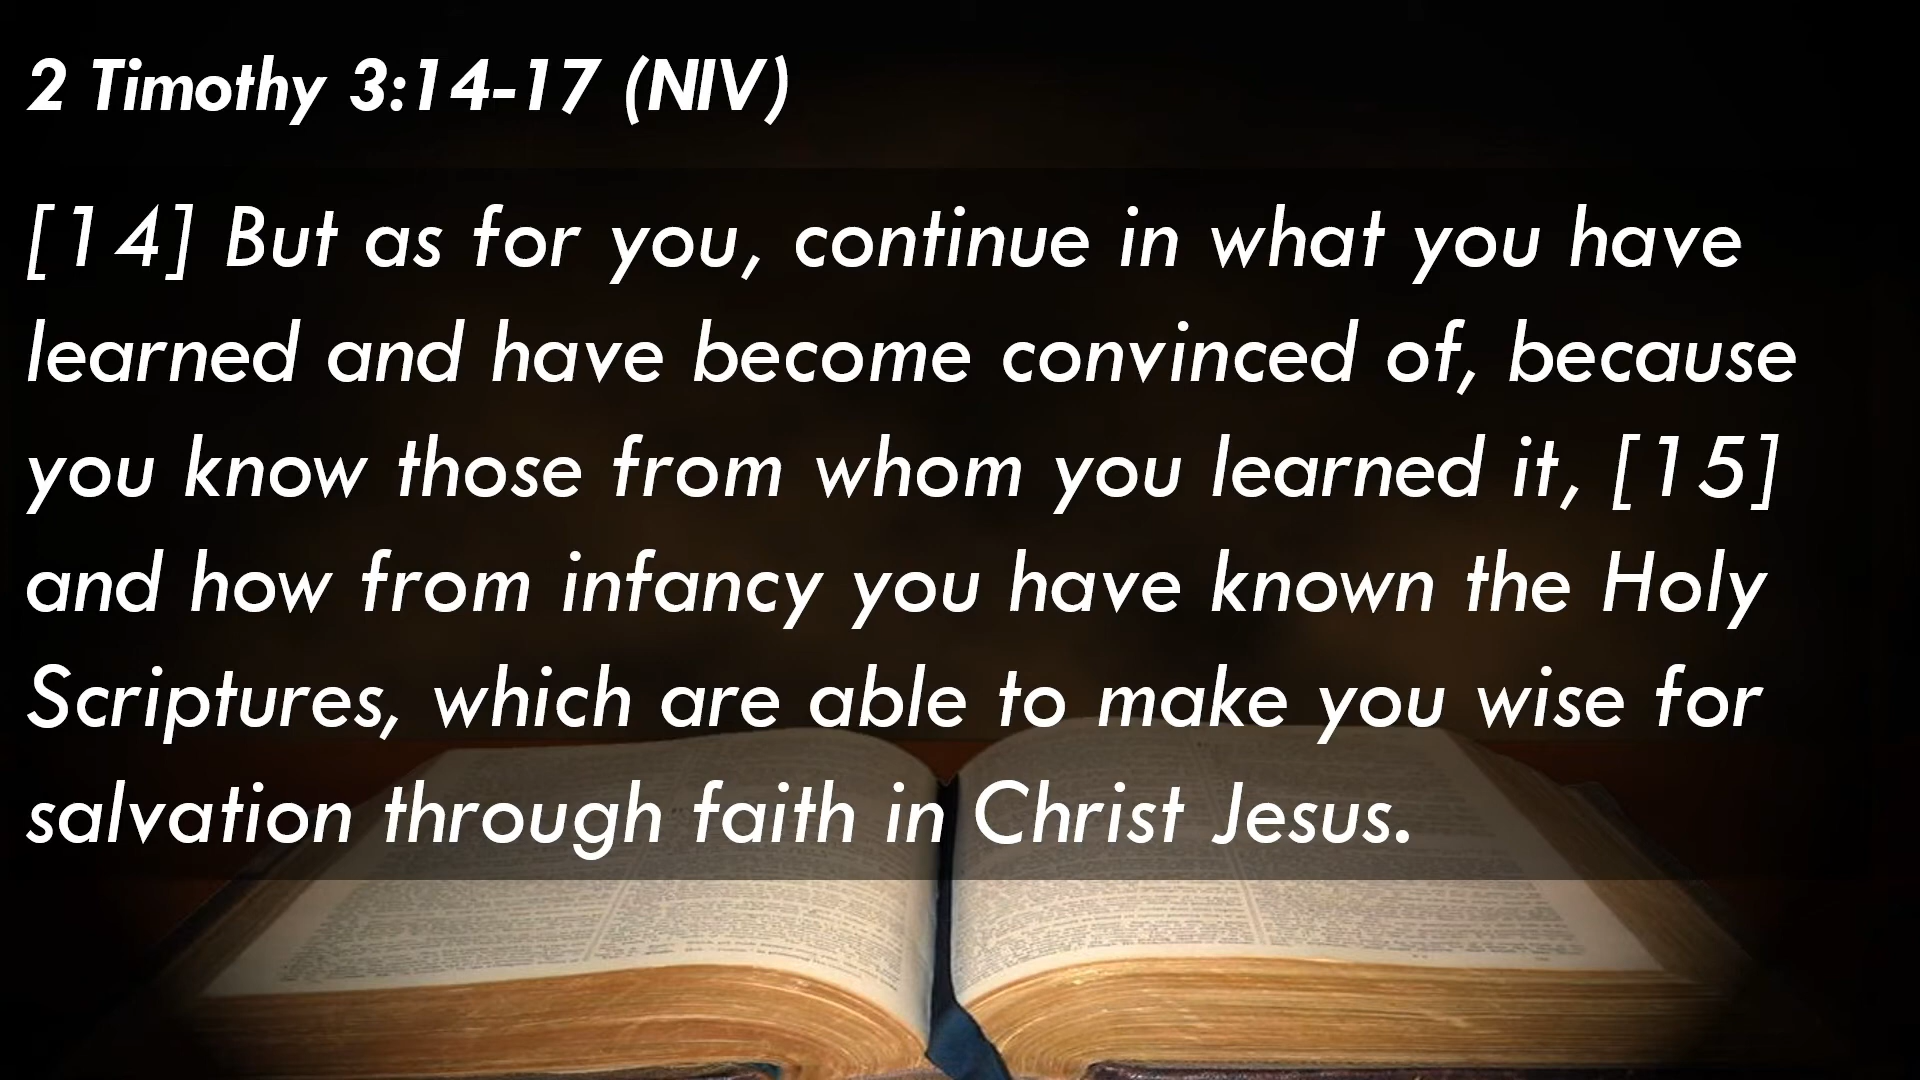 2 Timothy 3:14-17 (NIV)
[14] But as for you, continue in what you have
learned and have become convinced of, because
you know those from whom you learned it, [15]
and how from infancy you have known the Holy
Scriptures, which are able to make you wise for
salvation through faith in Christ Jesus.